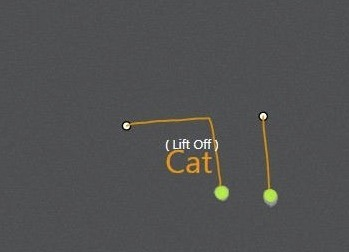 ( Lift Off )
Cat